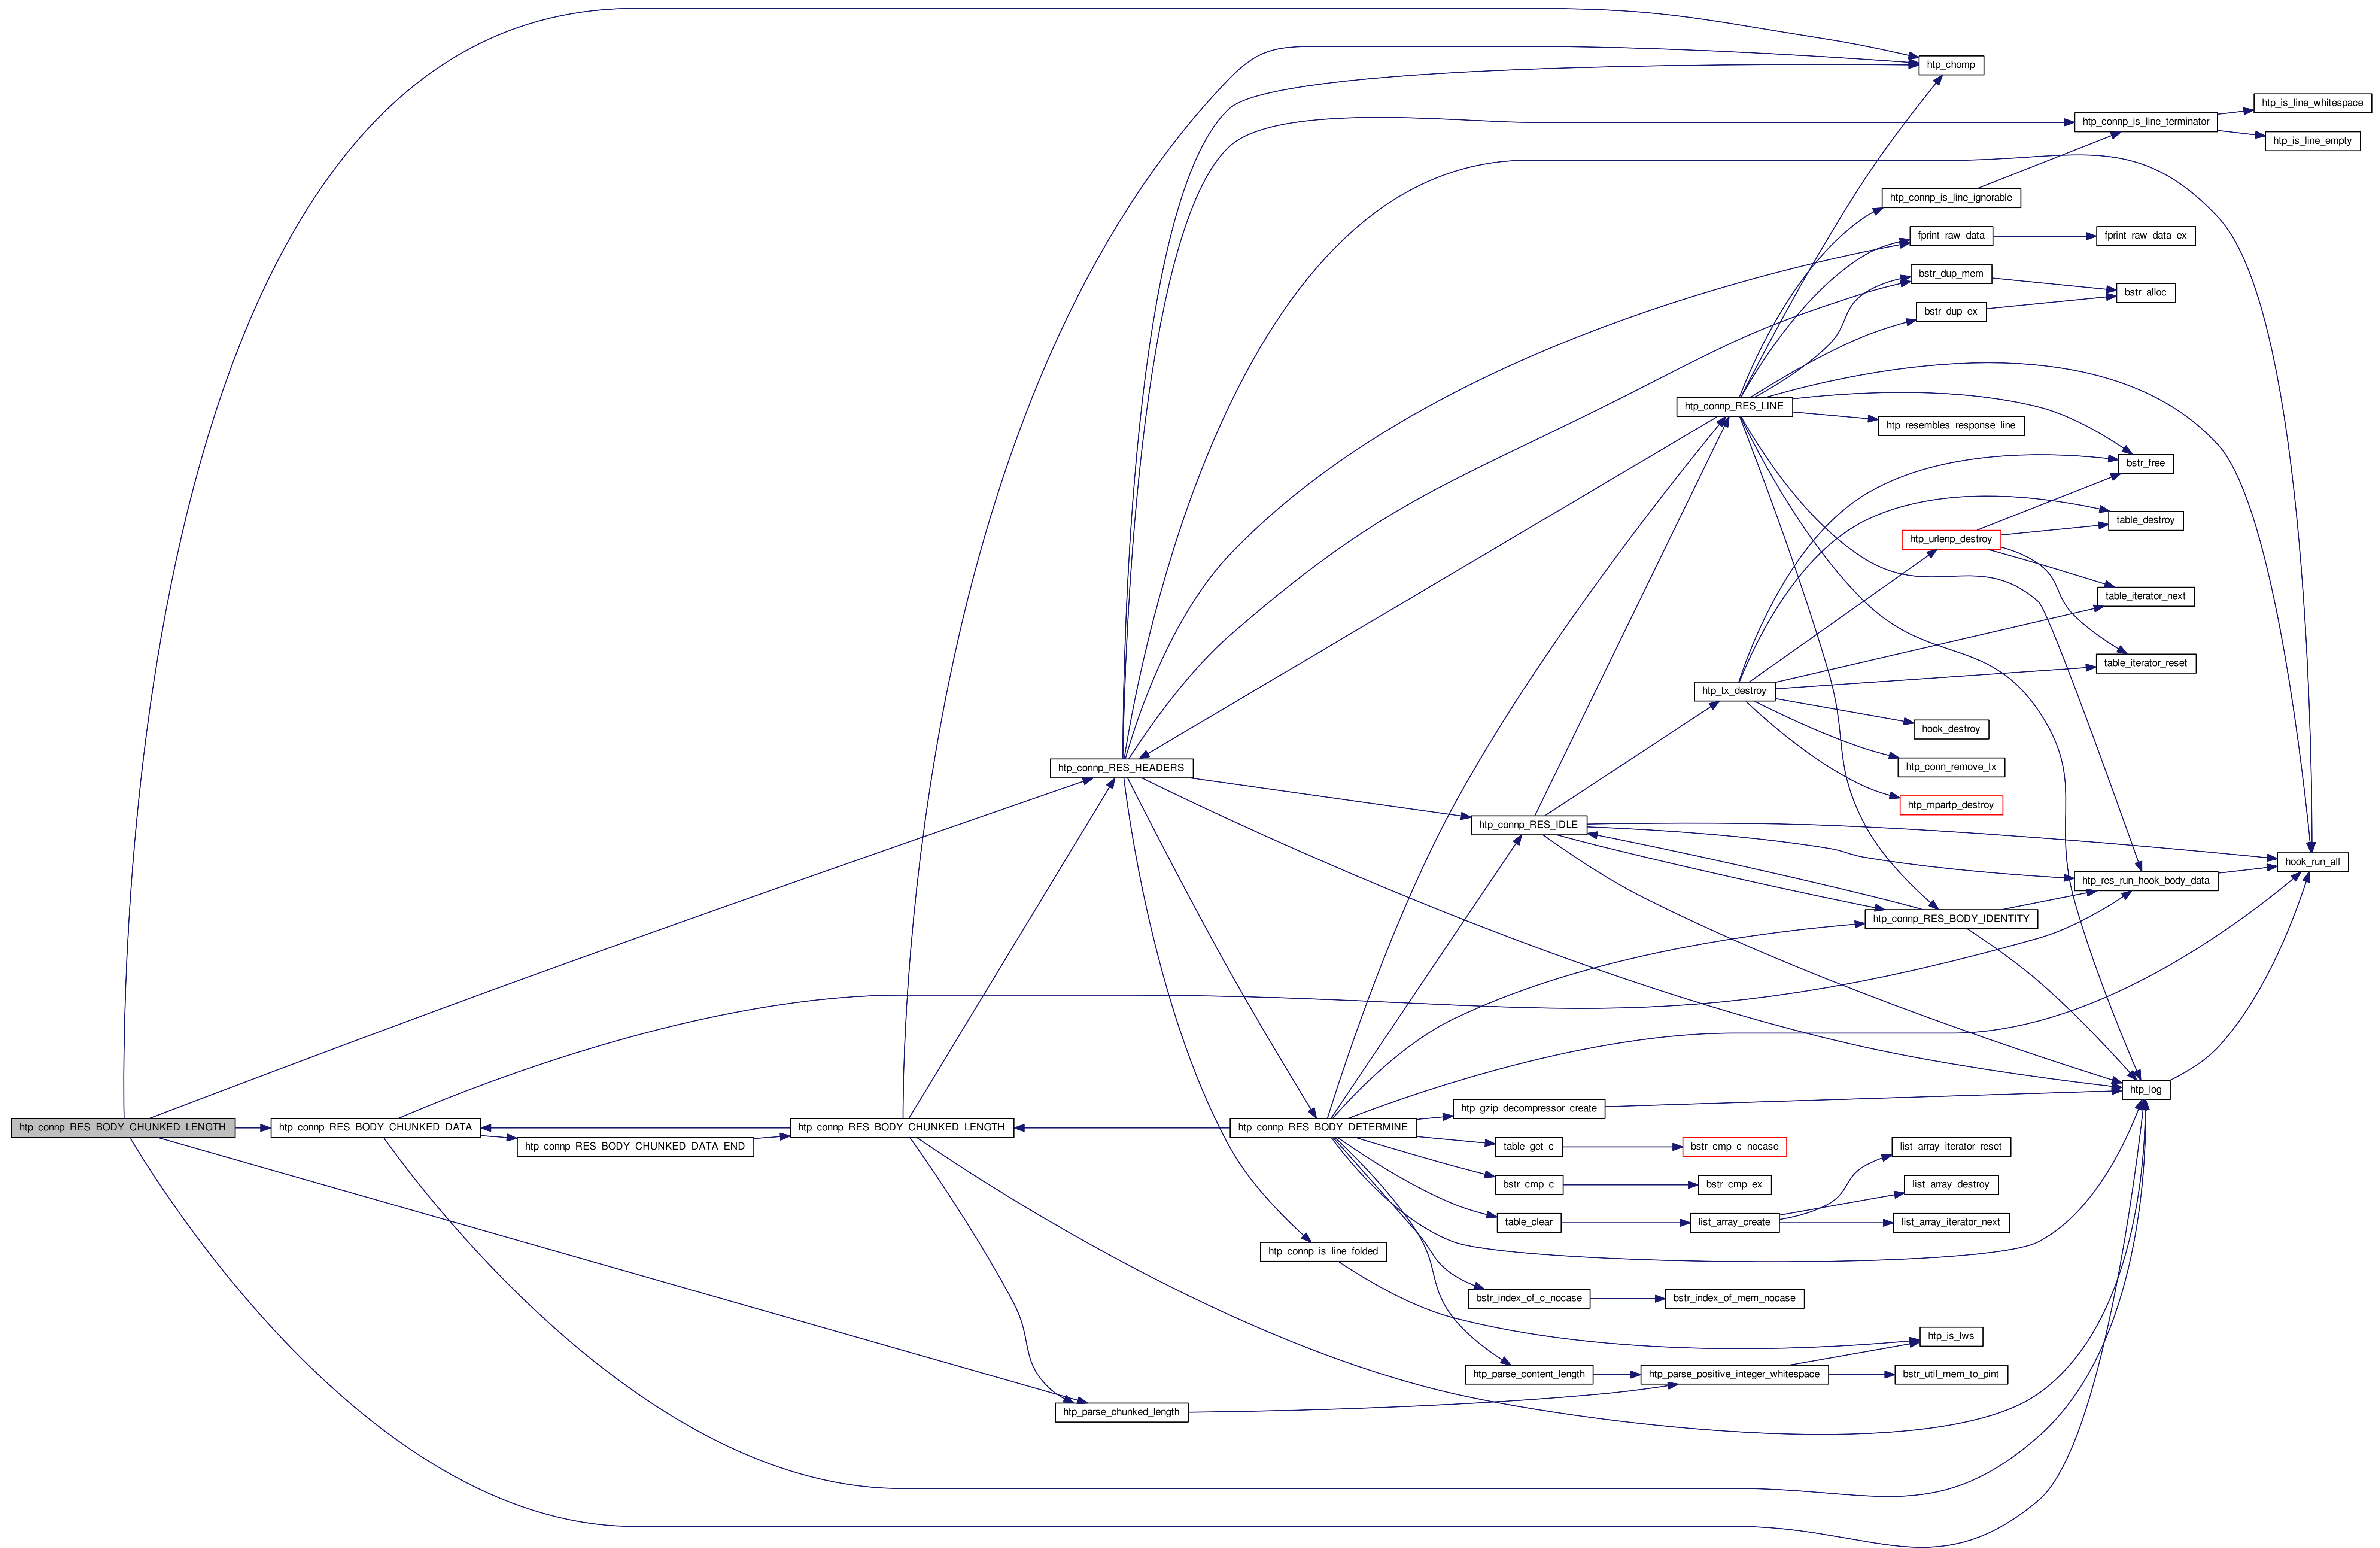 htp_chomp
htp_is_line_whitespace
htp_connp_is_line_terminator
htp_is_line_empty
htp_connp_is_line_ignorable
fprint_raw_data
fprint_raw_data_ex
bstr_dup_mem
bstr_alloc
bstr_dup_ex
htp_connp_RES_LINE
htp_resembles_response_line
bstr_free
table_destroy
htp_urlenp_destroy
table_iterator_next
table_iterator_reset
htp_tx_destroy
hook_destroy
htp_connp_RES_HEADERS
htp_conn_remove_tx
htp_mpartp_destroy
htp_connp_RES_IDLE
hook_run_all
htp_res_run_hook_body_data
htp_connp_RES_BODY_IDENTITY
htp_log
htp_gzip_decompressor_create
htp_connp_RES_BODY_CHUNKED_LENGTH
htp_connp_RES_BODY_CHUNKED_DATA
htp_connp_RES_BODY_CHUNKED_LENGTH
htp_connp_RES_BODY_DETERMINE
htp_connp_RES_BODY_CHUNKED_DATA_END
table_get_c
bstr_cmp_c_nocase
list_array_iterator_reset
bstr_cmp_c
bstr_cmp_ex
list_array_destroy
table_clear
list_array_create
list_array_iterator_next
htp_connp_is_line_folded
bstr_index_of_c_nocase
bstr_index_of_mem_nocase
htp_is_lws
htp_parse_content_length
htp_parse_positive_integer_whitespace
bstr_util_mem_to_pint
htp_parse_chunked_length